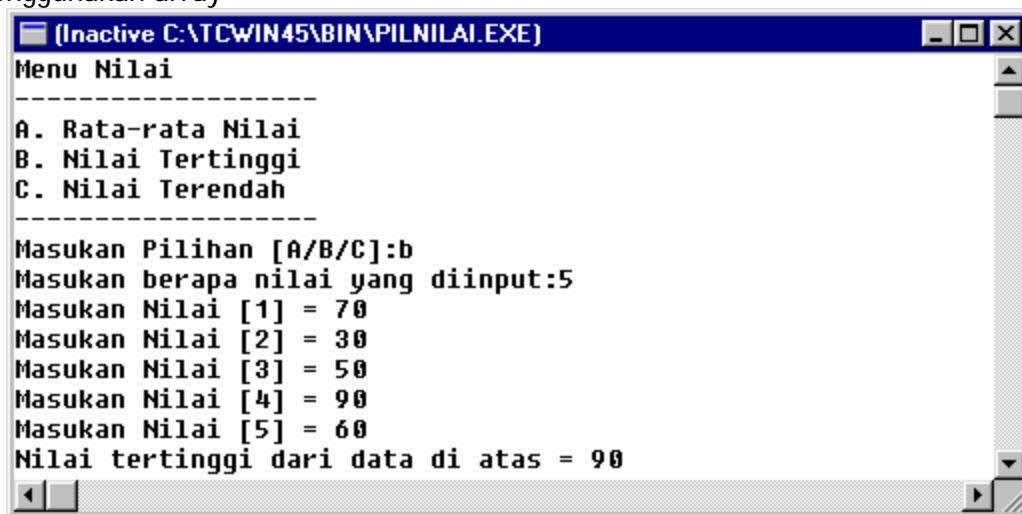 (Inactive C:\TCWIN45\BIN\PILNILAI.EXE)
Menu Nilai
-------------------
A. Rata-rata Nilai
B. Nilai Tertinggi
C. Nilai Terendah
-------------------
Masukan Pilihan [A/B/C]:b
Masukan berapa nilai yang diinput:5
Masukan Nilai [1] = 70
Masukan Nilai [2] = 30
Masukan Nilai [3] = 50
Masukan Nilai [4] = 90
Masukan Nilai [5] = 60
Nilai tertinggi dari data di atas = 90